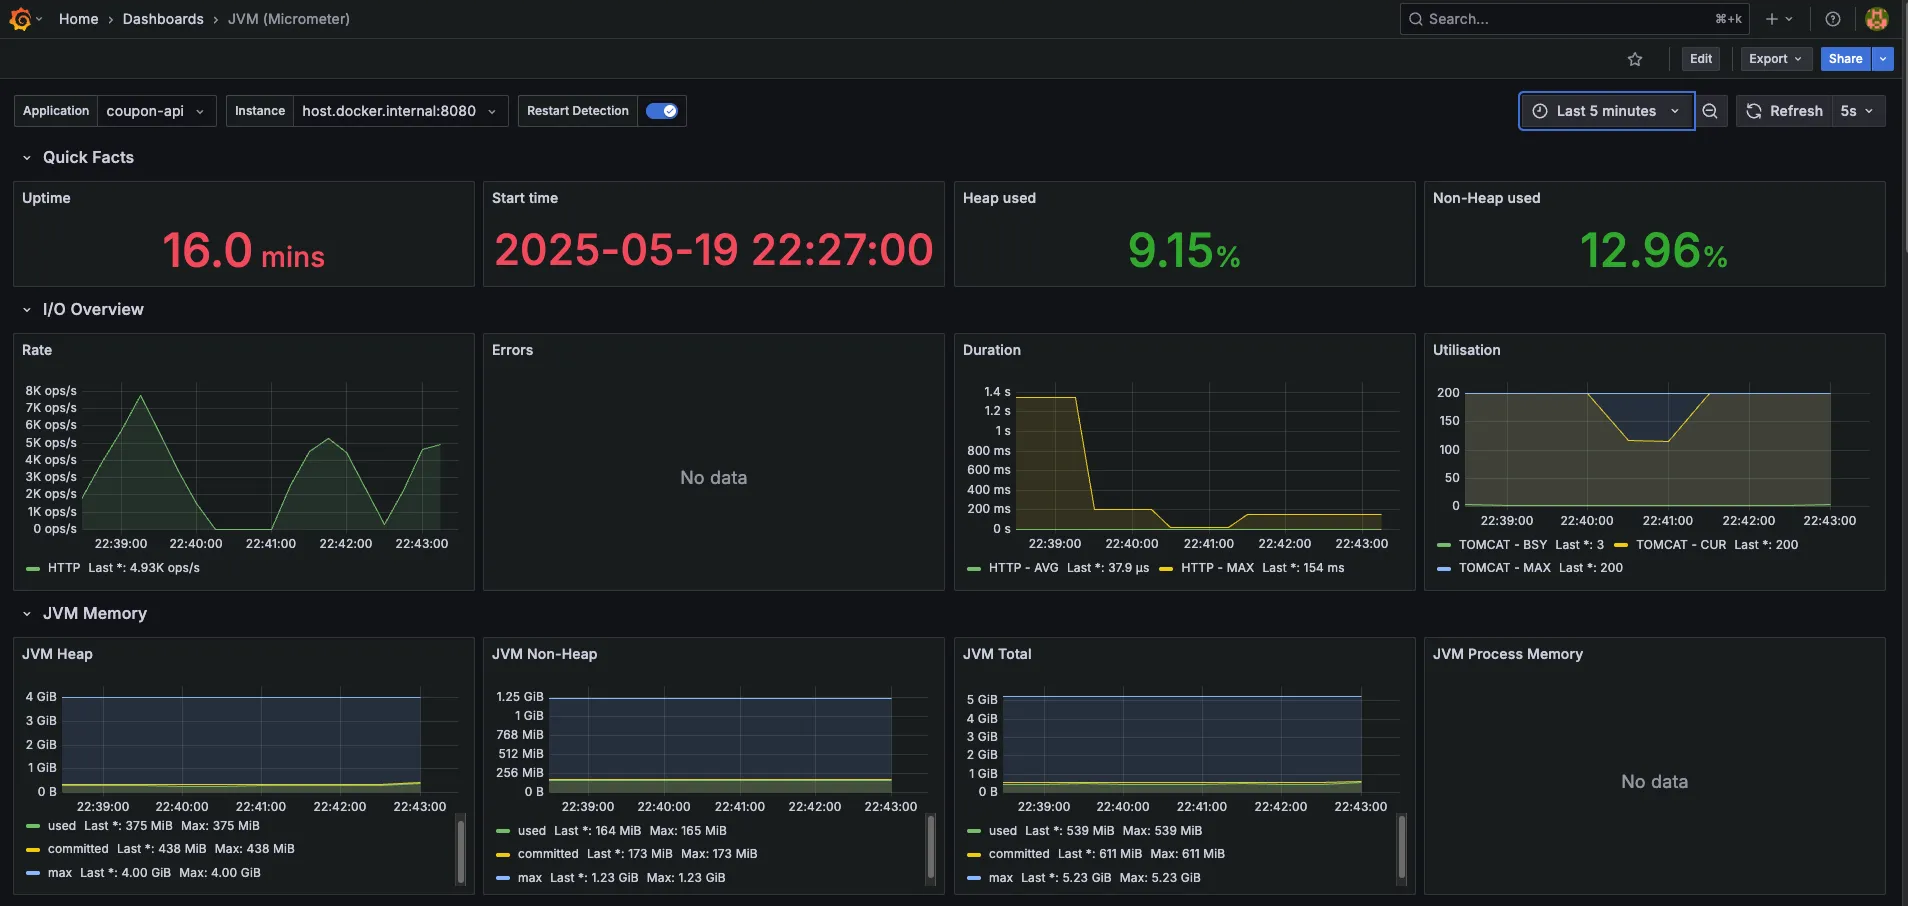 Home › Dashboards › JVM (Micrometer)
Search... ⌘+k
Edit Export Share
Application coupon-api Instance host.docker.internal:8080 Restart Detection Last 5 minutes Refresh 5s
Quick Facts
Uptime
16.0 mins
Start time
2025-05-19 22:27:00
Heap used
9.15%
Non-Heap used
12.96%
I/O Overview
Rate
8K ops/s
7K ops/s
6K ops/s
5K ops/s
4K ops/s
3K ops/s
2K ops/s
1K ops/s
0 ops/s
22:39:00 22:40:00 22:41:00 22:42:00 22:43:00
HTTP Last *: 4.93K ops/s
Errors
No data
Duration
1.4 s
1.2 s
1 s
800 ms
600 ms
400 ms
200 ms
0 s
22:39:00 22:40:00 22:41:00 22:42:00 22:43:00
HTTP - AVG Last *: 37.9 µs HTTP - MAX Last *: 154 ms
Utilisation
200
150
100
50
0
22:39:00 22:40:00 22:41:00 22:42:00 22:43:00
TOMCAT - BSY Last *: 3 TOMCAT - CUR Last *: 200
TOMCAT - MAX Last *: 200
JVM Memory
JVM Heap
4 GiB
3 GiB
2 GiB
1 GiB
0 B
22:39:00 22:40:00 22:41:00 22:42:00 22:43:00
used Last *: 375 MiB Max: 375 MiB
committed Last *: 438 MiB Max: 438 MiB
max Last *: 4.00 GiB Max: 4.00 GiB
JVM Non-Heap
1.25 GiB
1 GiB
768 MiB
512 MiB
256 MiB
0 B
22:39:00 22:40:00 22:41:00 22:42:00 22:43:00
used Last *: 164 MiB Max: 165 MiB
committed Last *: 173 MiB Max: 173 MiB
max Last *: 1.23 GiB Max: 1.23 GiB
JVM Total
5 GiB
4 GiB
3 GiB
2 GiB
1 GiB
0 B
22:39:00 22:40:00 22:41:00 22:42:00 22:43:00
used Last *: 539 MiB Max: 539 MiB
committed Last *: 611 MiB Max: 611 MiB
max Last *: 5.23 GiB Max: 5.23 GiB
JVM Process Memory
No data